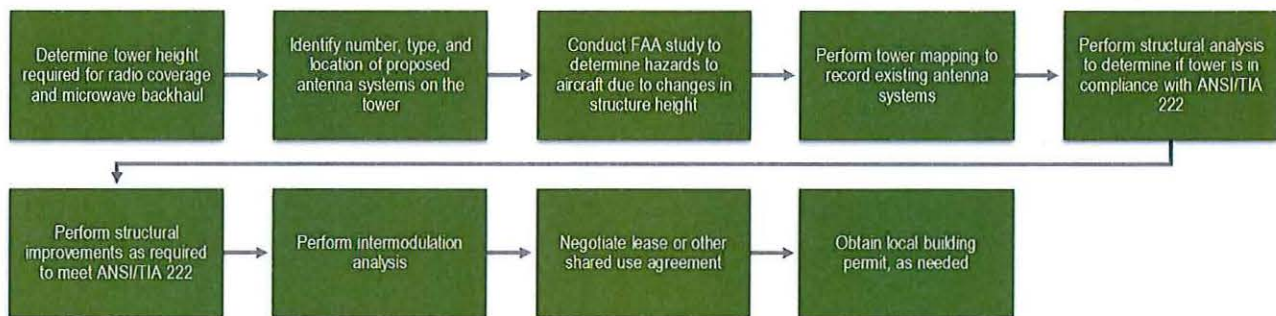 Determine tower height
required for radio coverage
and microwave backhaul
Identify number, type, and
location of proposed
antenna systems on the
tower
Conduct FAA study to
determine hazards to
aircraft due to changes in
structure height
Perform tower mapping to
record existing antenna
systems
Perform structural analysis
to determine if tower is in
compliance with ANSI/TIA
222
Perform structural
improvements as required
to meet ANSI/TIA 222
Perform intermodulation
analysis
Negotiate lease or other
shared use agreement
Obtain local building
permit, as needed